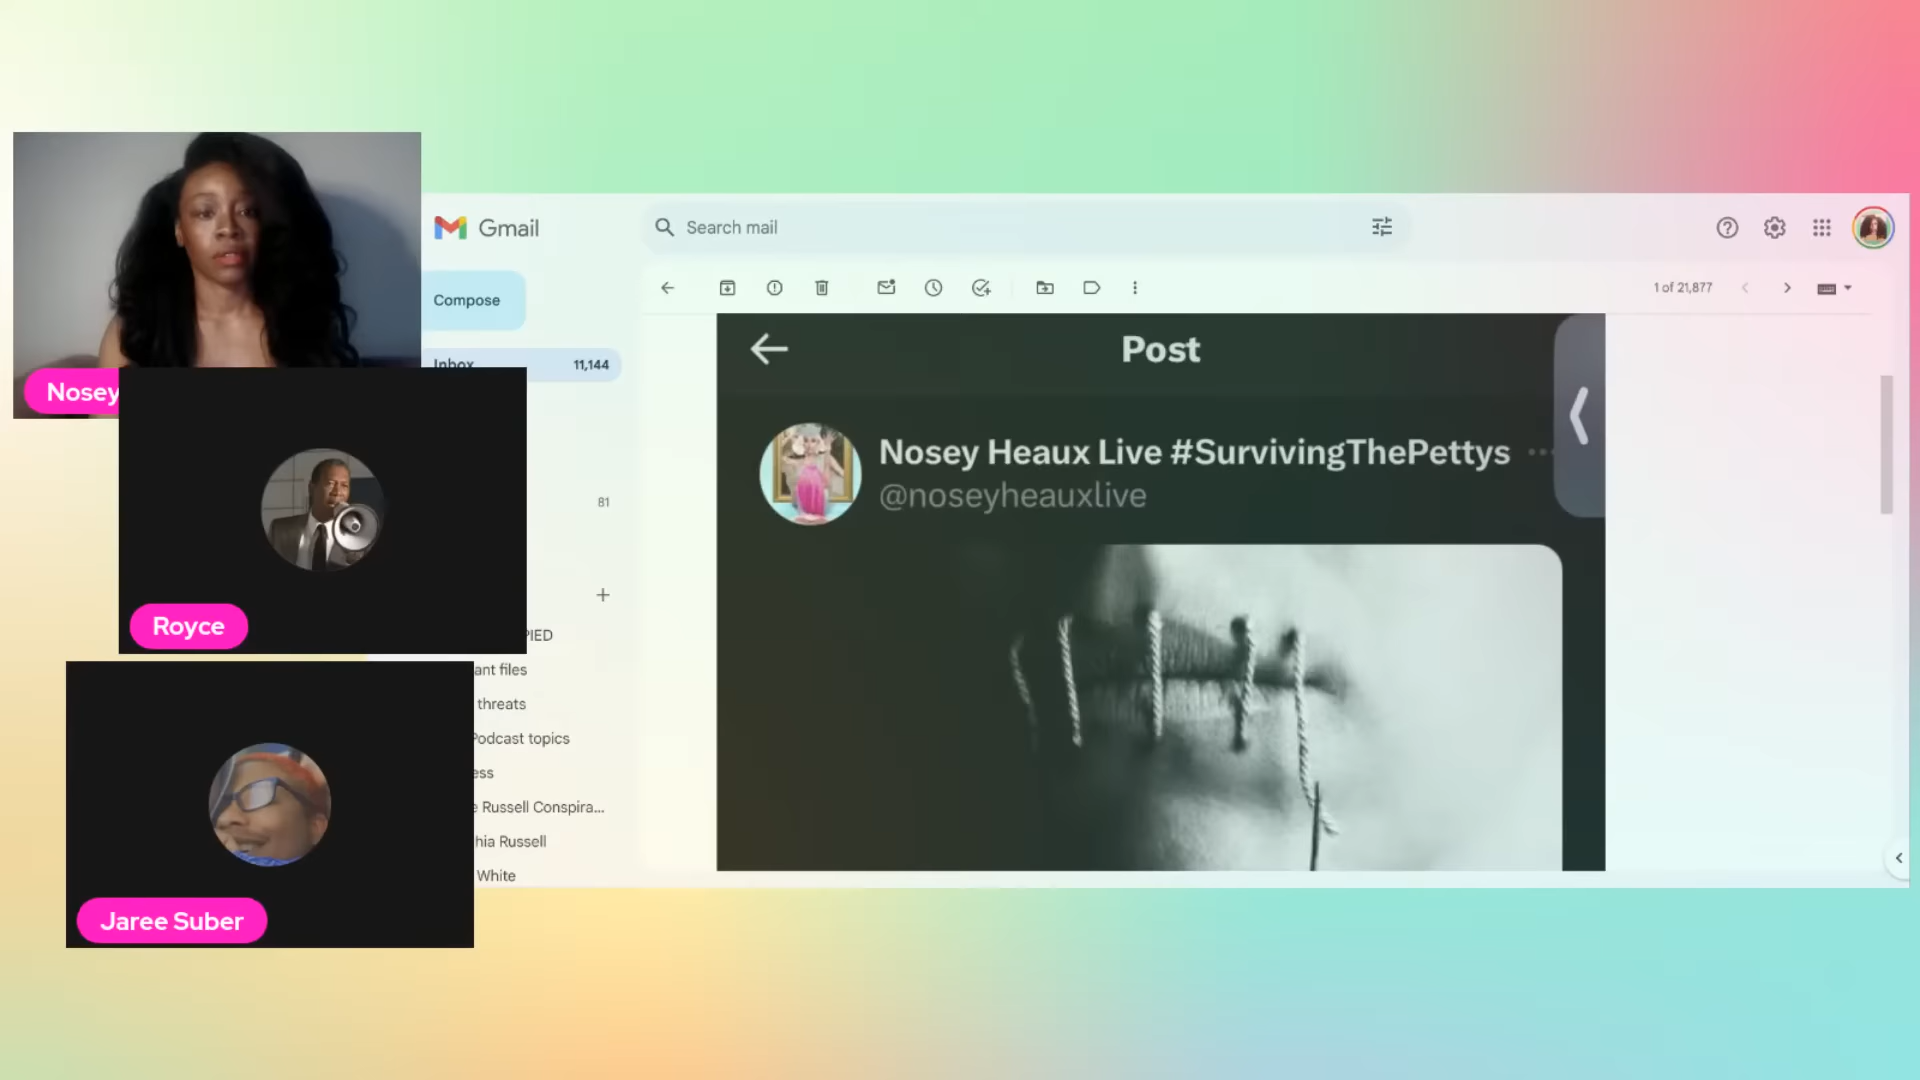 Nosey
Royce
Jaree Suber
Gmail
Search mail
Compose
1 of 21,877
Inbox 11,144
81
PIED
ant files
threats
Podcast topics
ess
e Russell Conspira...
hia Russell
White
Post
Nosey Heaux Live #SurvivingThePettys
@noseyheauxlive